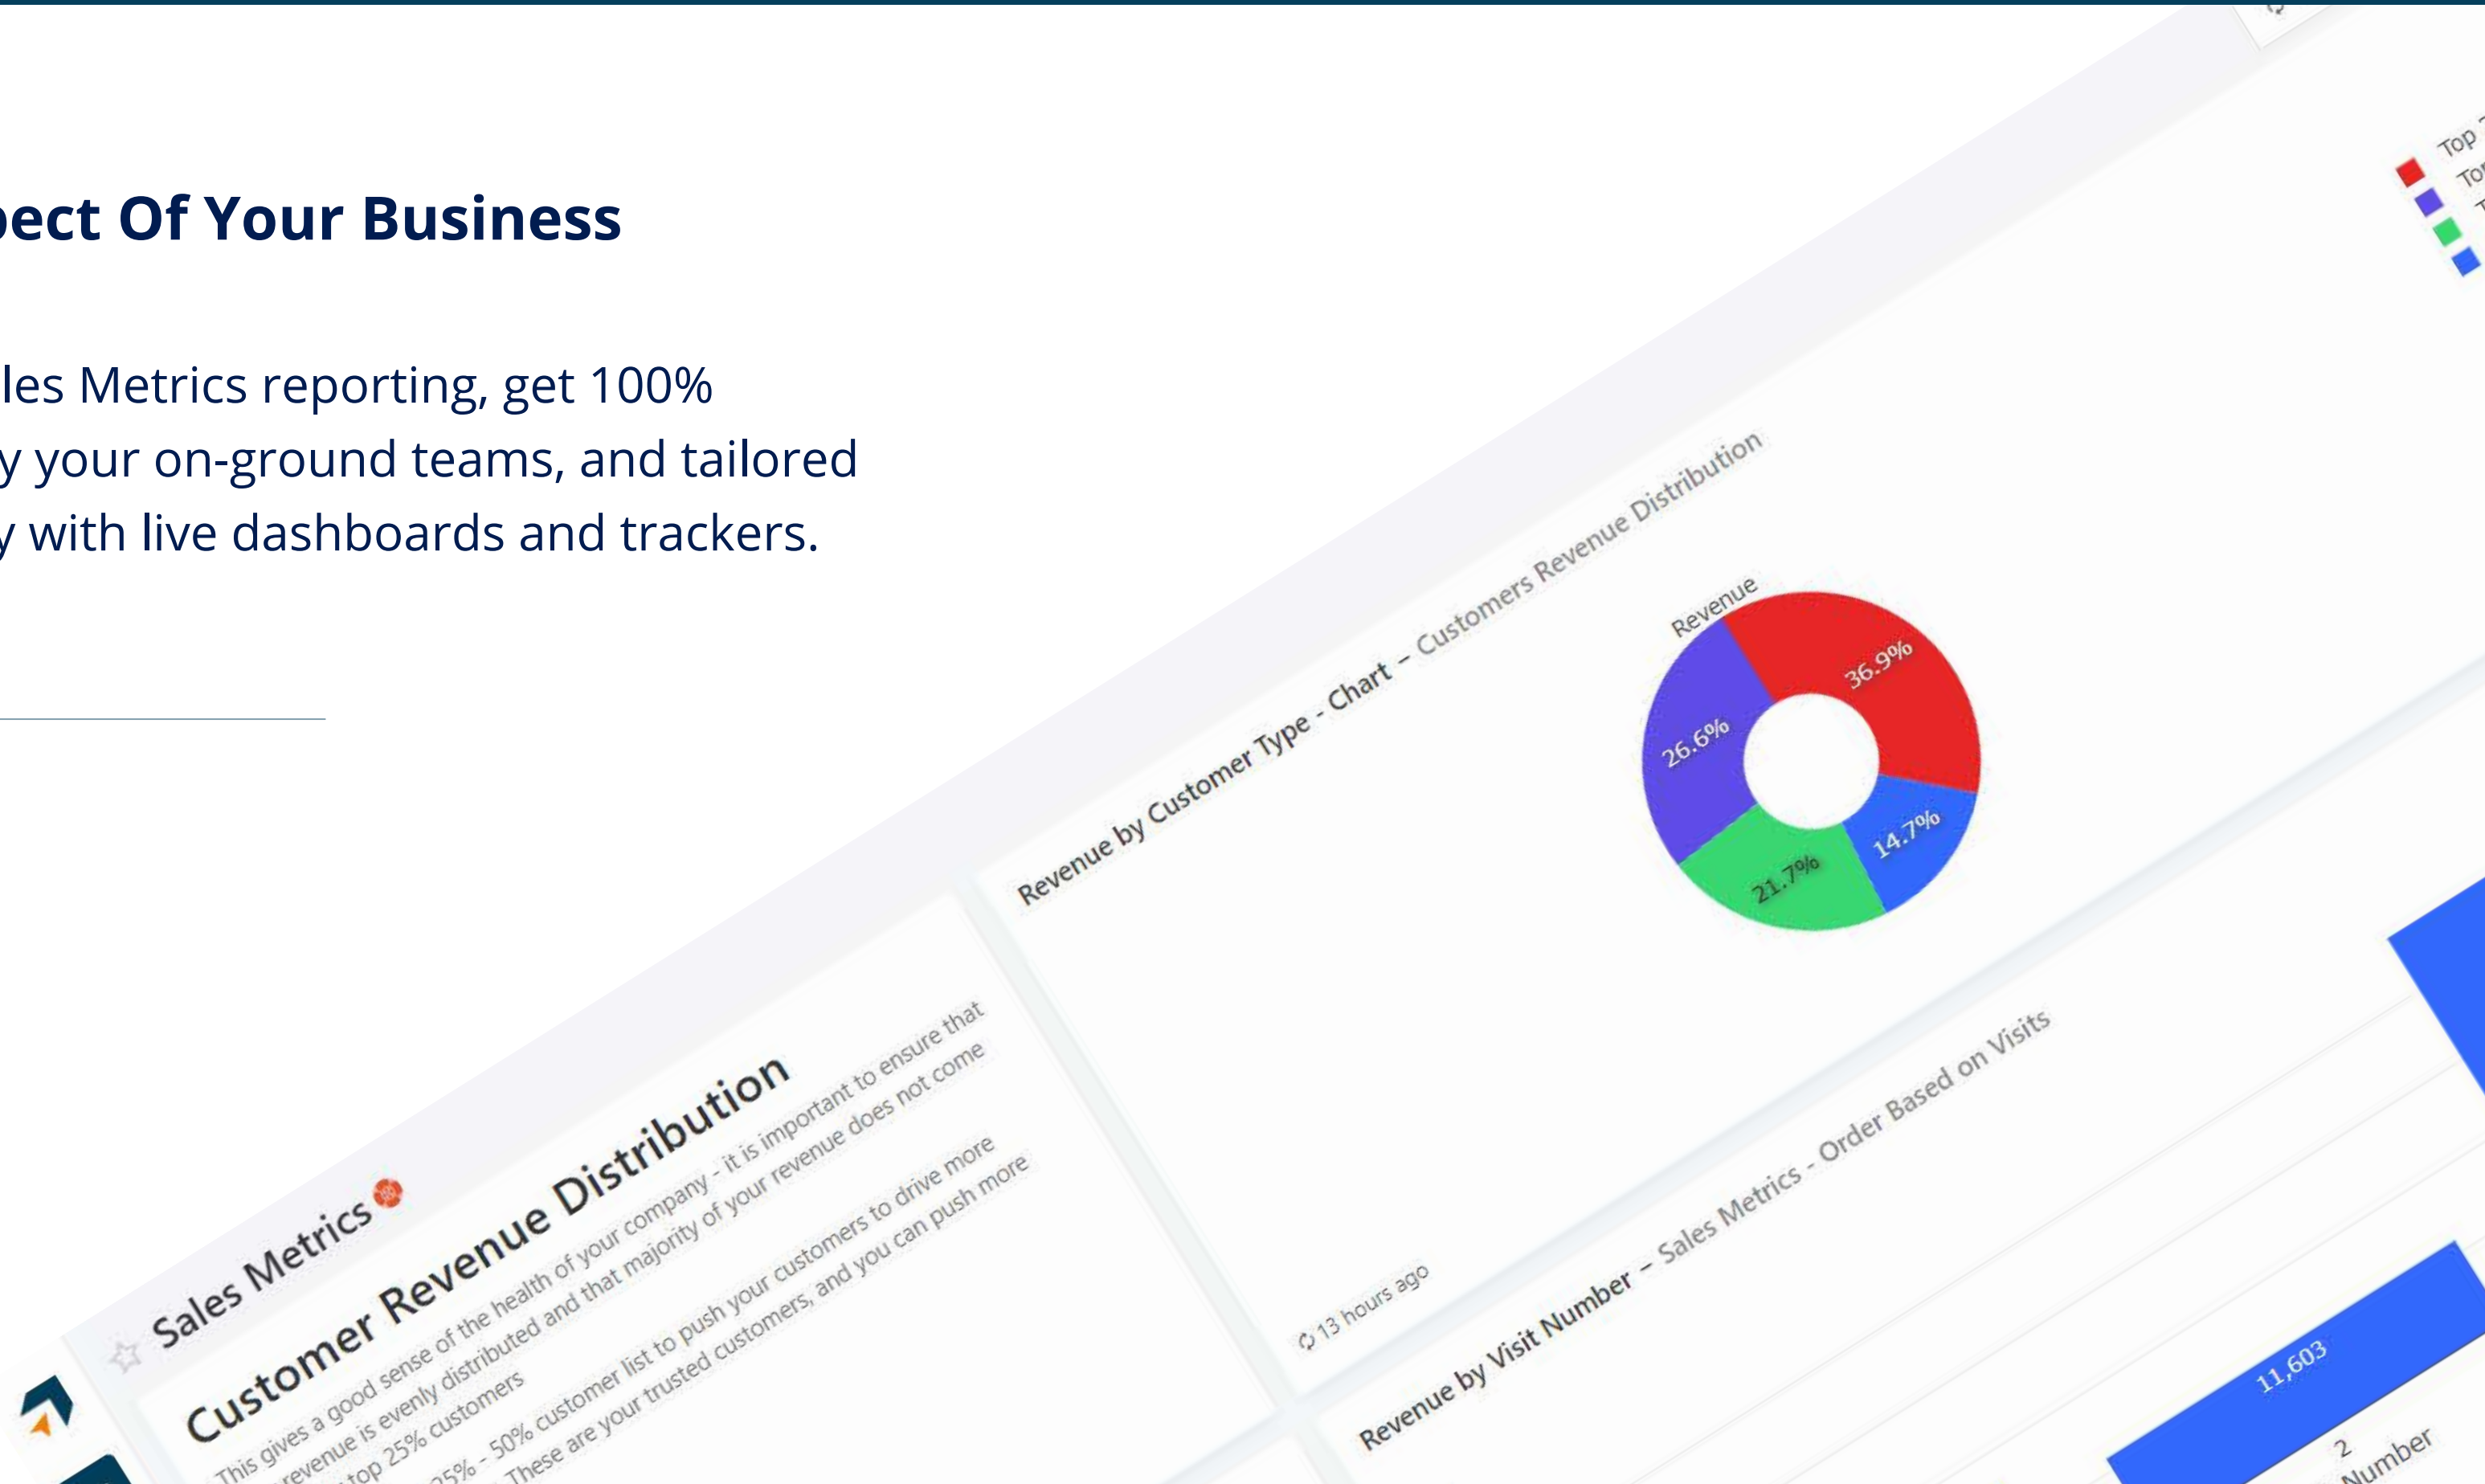 pect Of Your Business
les Metrics reporting, get 100%
y your on-ground teams, and tailored
y with live dashboards and trackers.
Sales Metrics
Customer Revenue Distribution
This gives a good sense of the health of your company - it is important to ensure that
revenue is evenly distributed and that majority of your revenue does not come
top 25% customers
25% - 50% customer list to push your customers to drive more
These are your trusted customers, and you can push more
Revenue by Customer Type - Chart – Customers Revenue Distribution
Revenue
36.9%
26.6%
21.7%
14.7%
Top
13 hours ago
Revenue by Visit Number – Sales Metrics - Order Based on Visits
11,603
2
Number